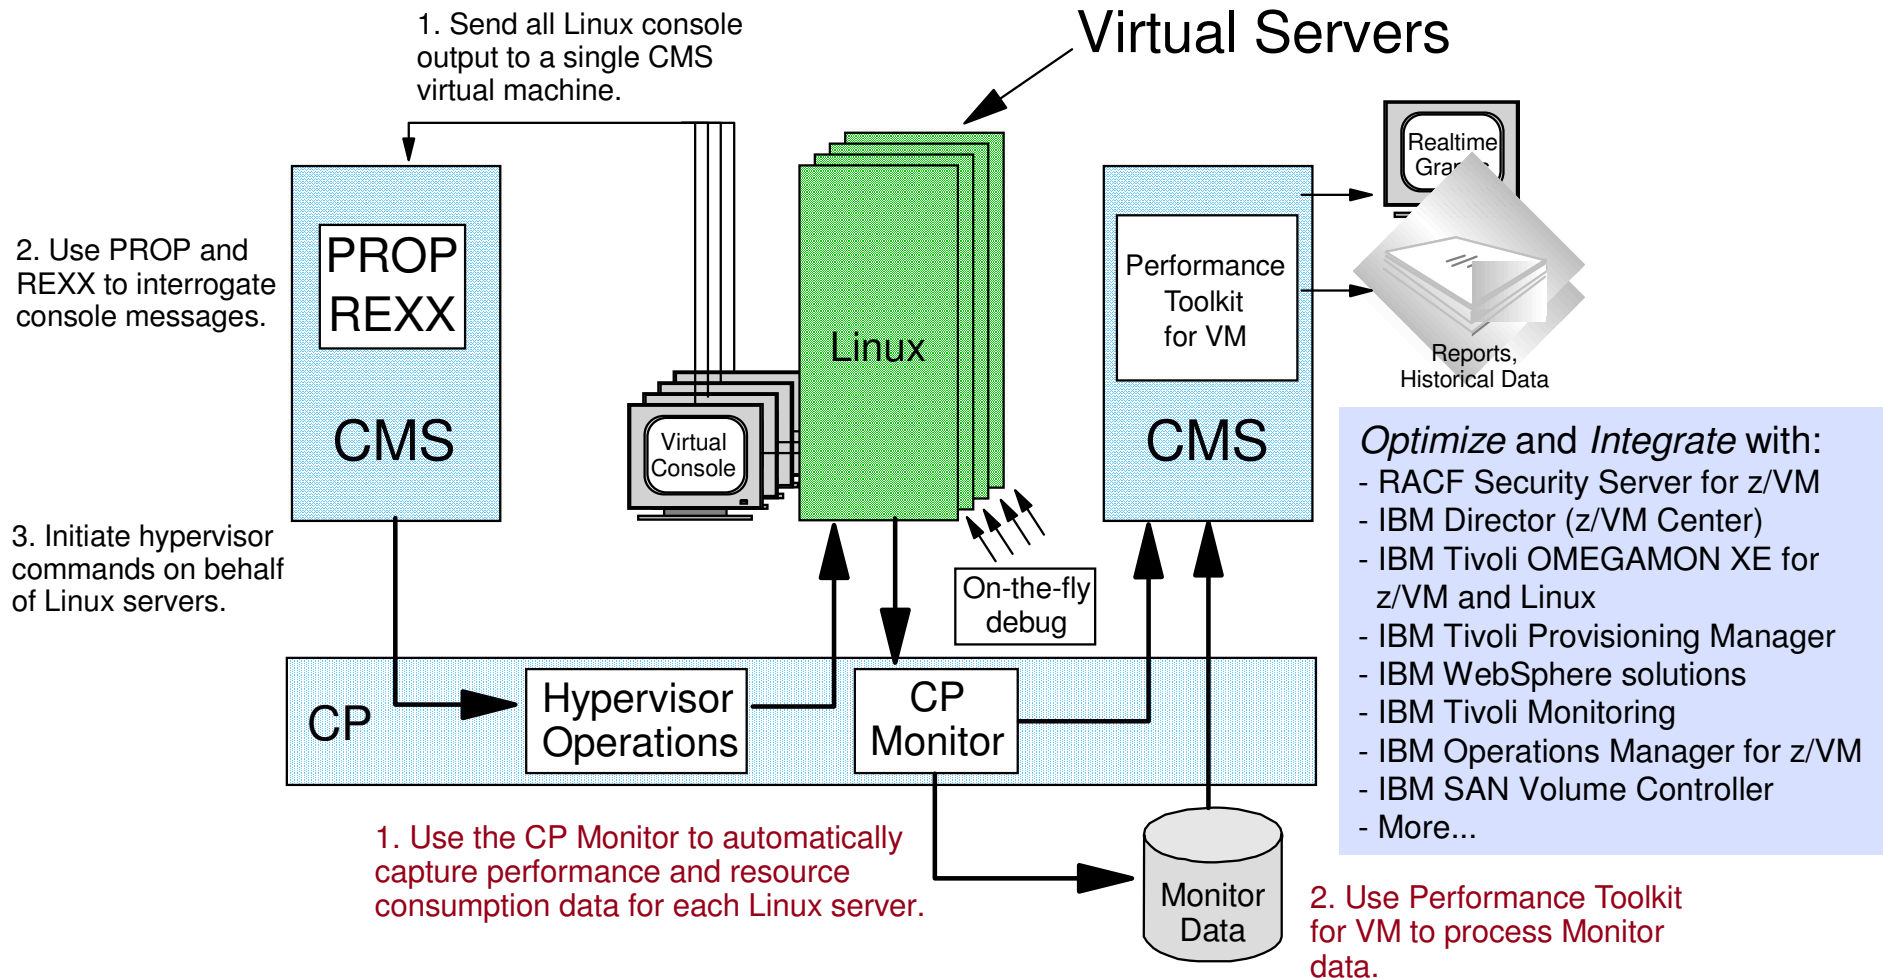 1. Send all Linux console
output to a single CMS
virtual machine.
Virtual Servers
2. Use PROP and
REXX to interrogate
console messages.
PROP
REXX
CMS
3. Initiate hypervisor
commands on behalf
of Linux servers.
Virtual
Console
Linux
On-the-fly
debug
Performance
Toolkit
for VM
CMS
Realtime
Gra
Reports,
Historical Data
Optimize and Integrate with:
- RACF Security Server for z/VM
- IBM Director (z/VM Center)
- IBM Tivoli OMEGAMON XE for
z/VM and Linux
- IBM Tivoli Provisioning Manager
- IBM WebSphere solutions
- IBM Tivoli Monitoring
- IBM Operations Manager for z/VM
- IBM SAN Volume Controller
- More...
CP
Hypervisor
Operations
CP
Monitor
1. Use the CP Monitor to automatically
capture performance and resource
consumption data for each Linux server.
Monitor
Data
2. Use Performance Toolkit
for VM to process Monitor
data.